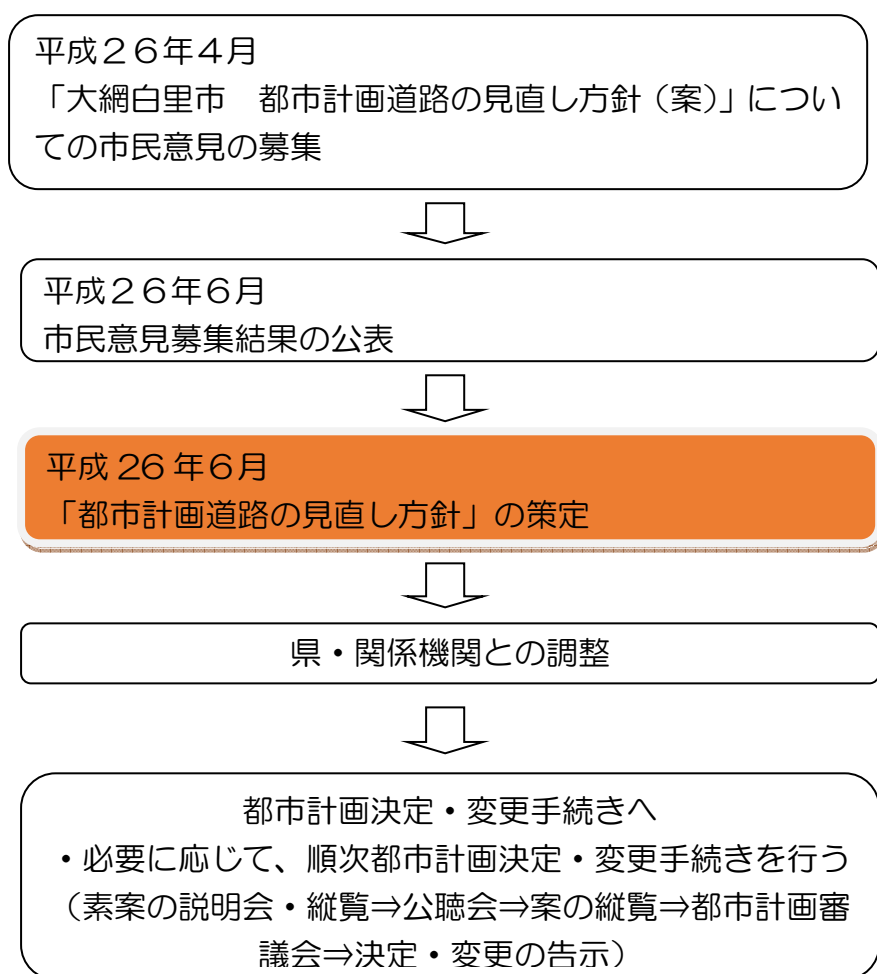 平成２６年４月
「大網白里市　都市計画道路の見直し方針（案）」につい
ての市民意見の募集
平成２６年６月
市民意見募集結果の公表
平成 26 年６月
「都市計画道路の見直し方針」の策定
県・関係機関との調整
都市計画決定・変更手続きへ
・必要に応じて、順次都市計画決定・変更手続きを行う
（素案の説明会・縦覧⇒公聴会⇒案の縦覧⇒都市計画審
議会⇒決定・変更の告示）